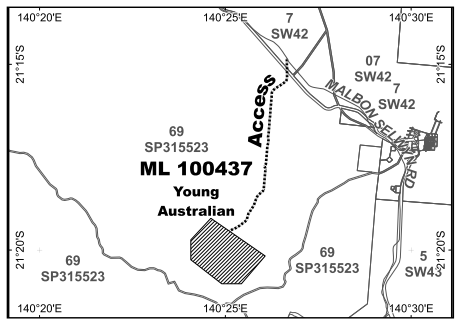 140°20'E 140°25'E 140°30'E
7
SW42
21°15'S
07
SW42
21°15'S
7
SW42
MALBON SELWYN RD
Access
69
SP315523
ML 100437
Young
Australian
21°20'S
69
SP315523
69
SP315523
5
SW43
21°20'S
140°20'E 140°25'E 140°30'E